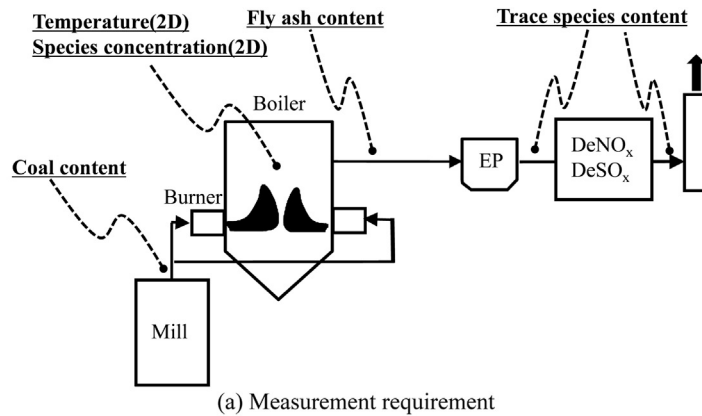 Temperature(2D)
Species concentration(2D)
Fly ash content
Trace species content
Boiler
Coal content
Burner
EP
DeNOx
DeSOx
Mill
(a) Measurement requirement